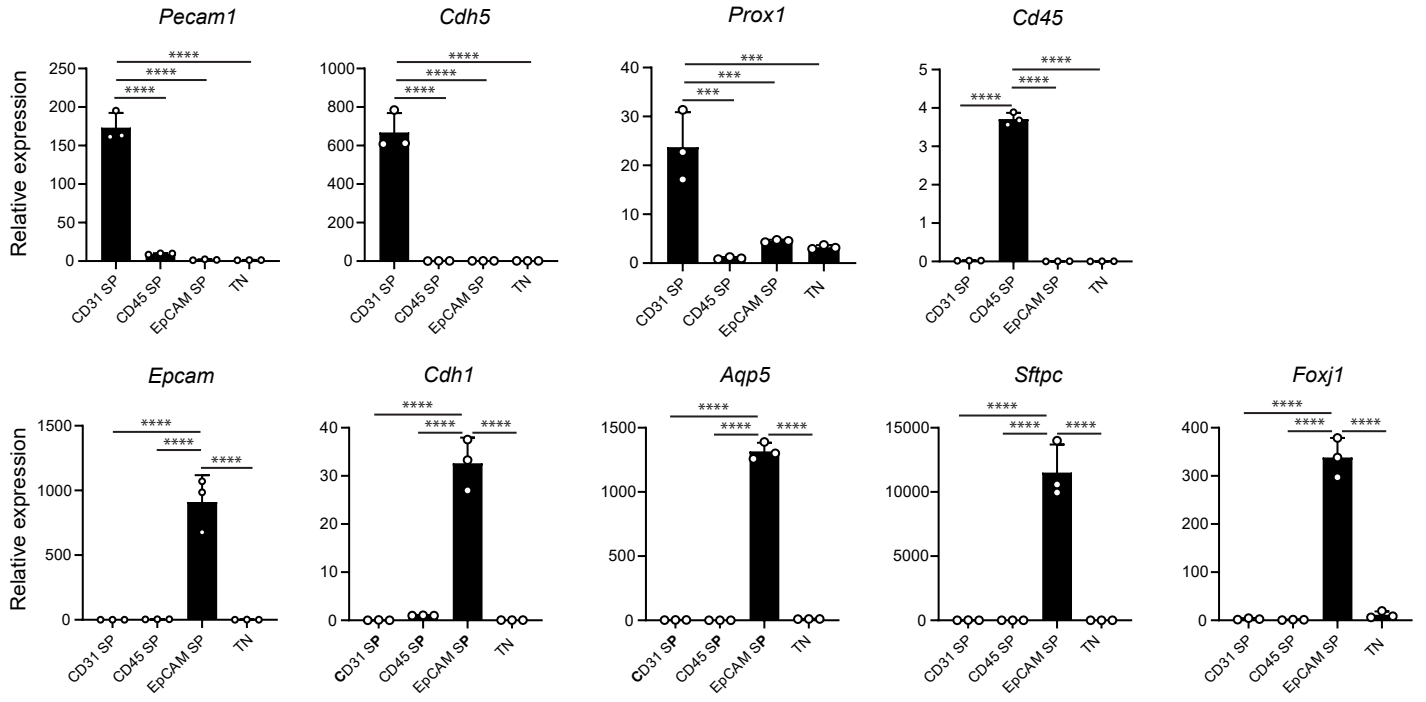 Pecam1
Cdh5
Prox1
Cd45
Relative expression
250
200
150
100
50
0
****
****
****
CD31 SP
CD45 SP
EpCAM SP
TN
1000
800
600
400
200
0
****
****
****
CD31 SP
CD45 SP
EpCAM SP
TN
40
30
20
10
0
***
***
***
CD31 SP
CD45 SP
EpCAM SP
TN
5
4
3
2
1
0
****
****
****
CD31 SP
CD45 SP
EpCAM SP
TN
Epcam
Cdh1
Aqp5
Sftpc
Foxj1
Relative expression
1500
1000
500
0
****
****
****
CD31 SP
CD45 SP
EpCAM SP
TN
40
30
20
10
0
****
****
****
CD31 SP
CD45 SP
EpCAM SP
TN
1500
1000
500
0
****
****
****
CD31 SP
CD45 SP
EpCAM SP
TN
15000
10000
5000
0
****
****
****
CD31 SP
CD45 SP
EpCAM SP
TN
400
300
200
100
0
****
****
****
CD31 SP
CD45 SP
EpCAM SP
TN